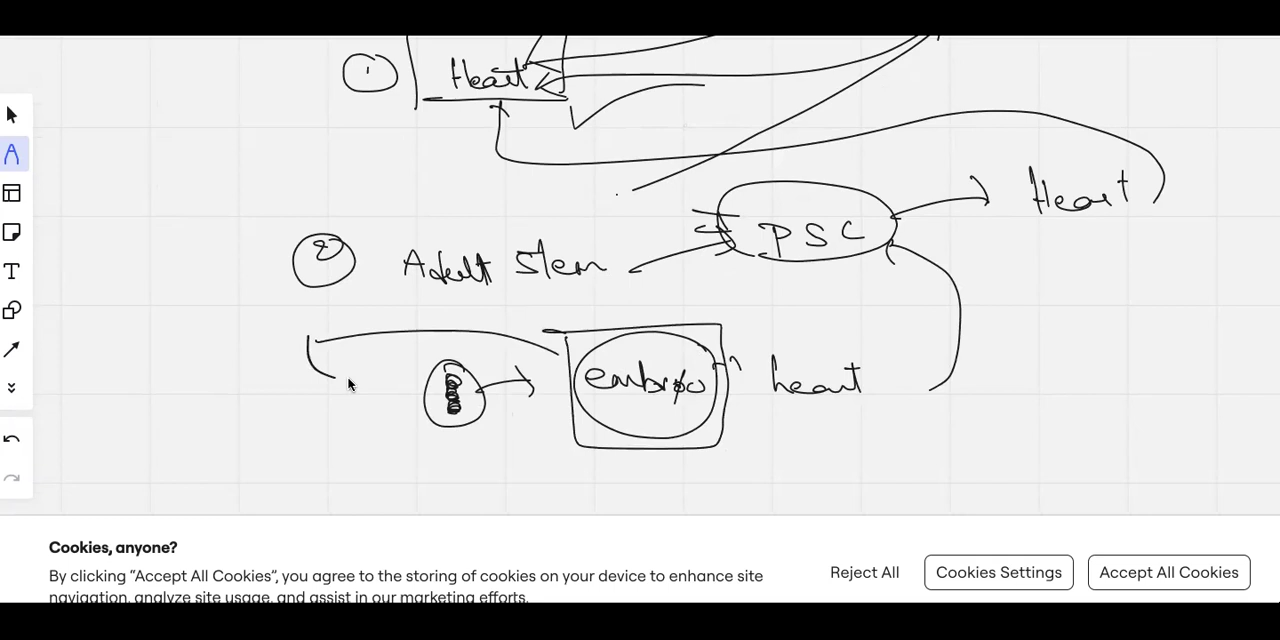 1 Heart
Heart
PSC
2 Adult Stem
embryo heart
T
Cookies, anyone?
By clicking “Accept All Cookies”, you agree to the storing of cookies on your device to enhance site
navigation, analyze site usage, and assist in our marketing efforts.
Reject All Cookies Settings Accept All Cookies